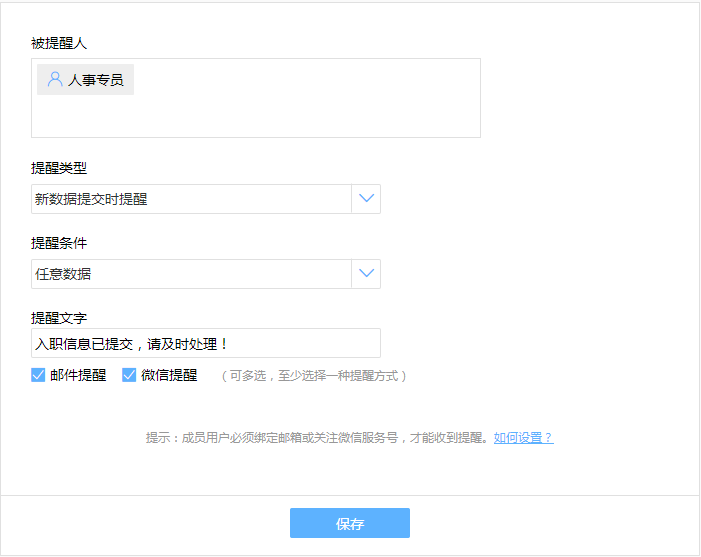 被提醒人
人事专员
提醒类型
新数据提交时提醒
提醒条件
任意数据
提醒文字
入职信息已提交，请及时处理！
邮件提醒 微信提醒 （可多选，至少选择一种提醒方式）
提示：成员用户必须绑定邮箱或关注微信服务号，才能收到提醒。如何设置？
保存